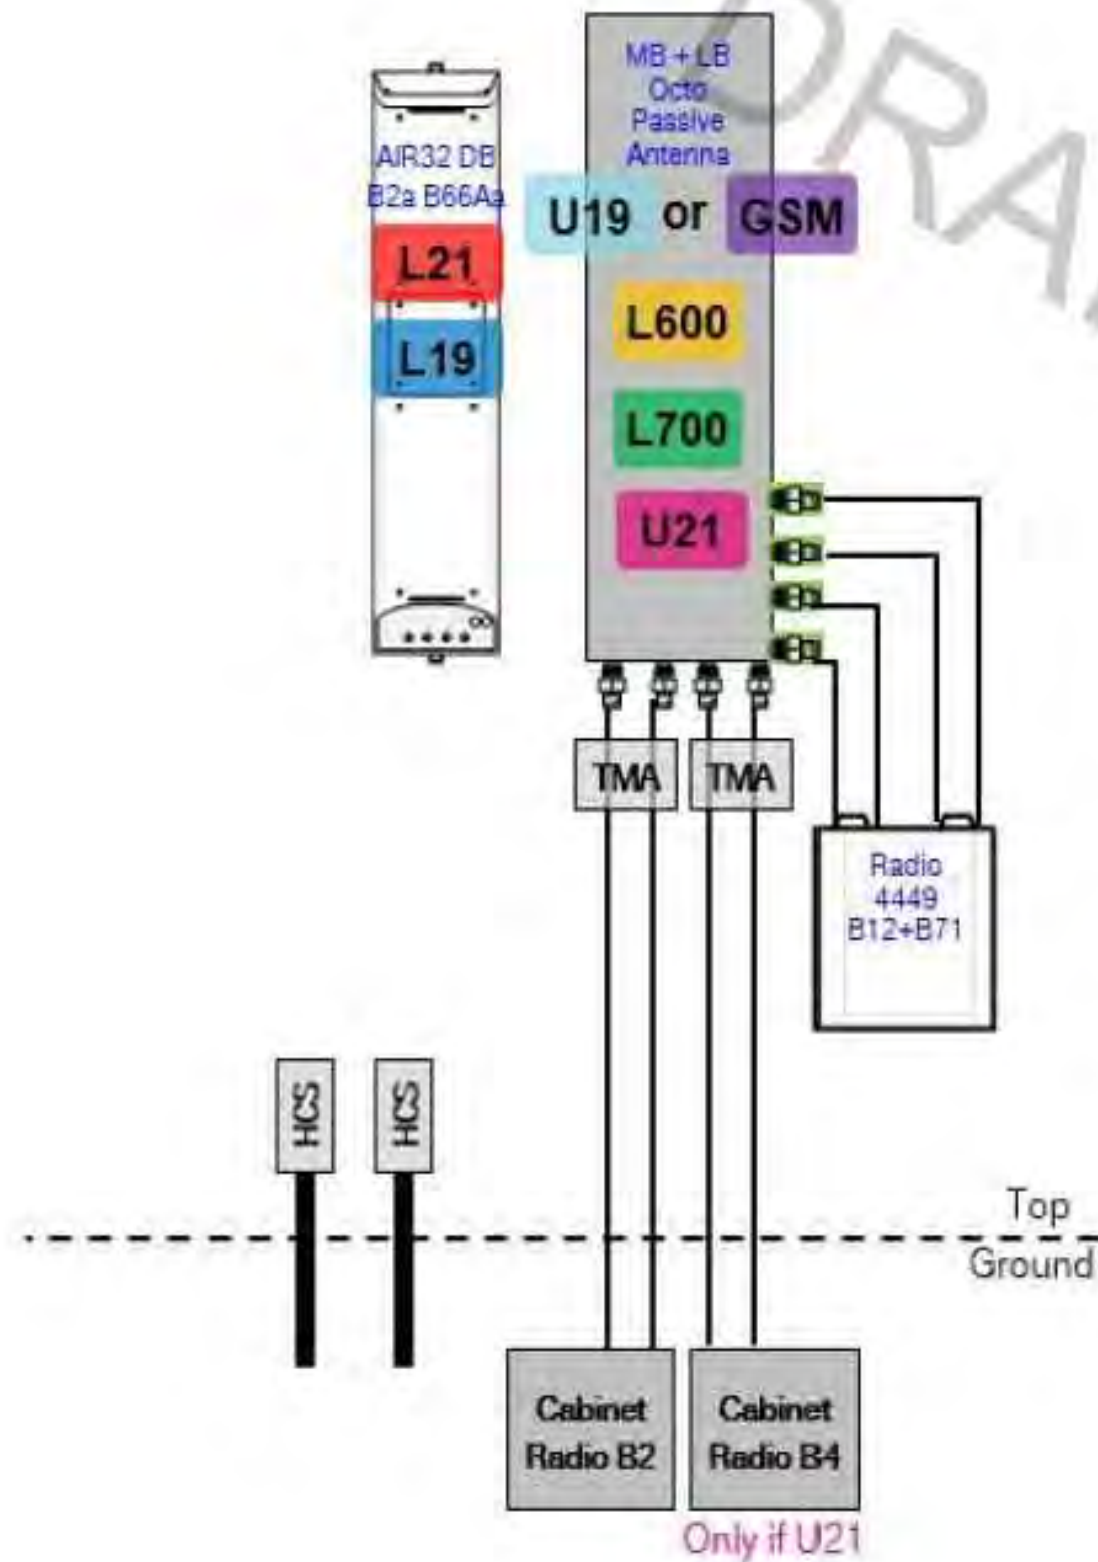 MB + LB
Octo
Passive
Antenna
AIR32 DB
B2a B66Aa
U19 or GSM
L21
L600
L19
L700
U21
TMA TMA
Radio
4449
B12+B71
HCS HCS
Top
Ground
Cabinet
Radio B2
Cabinet
Radio B4
Only if U21